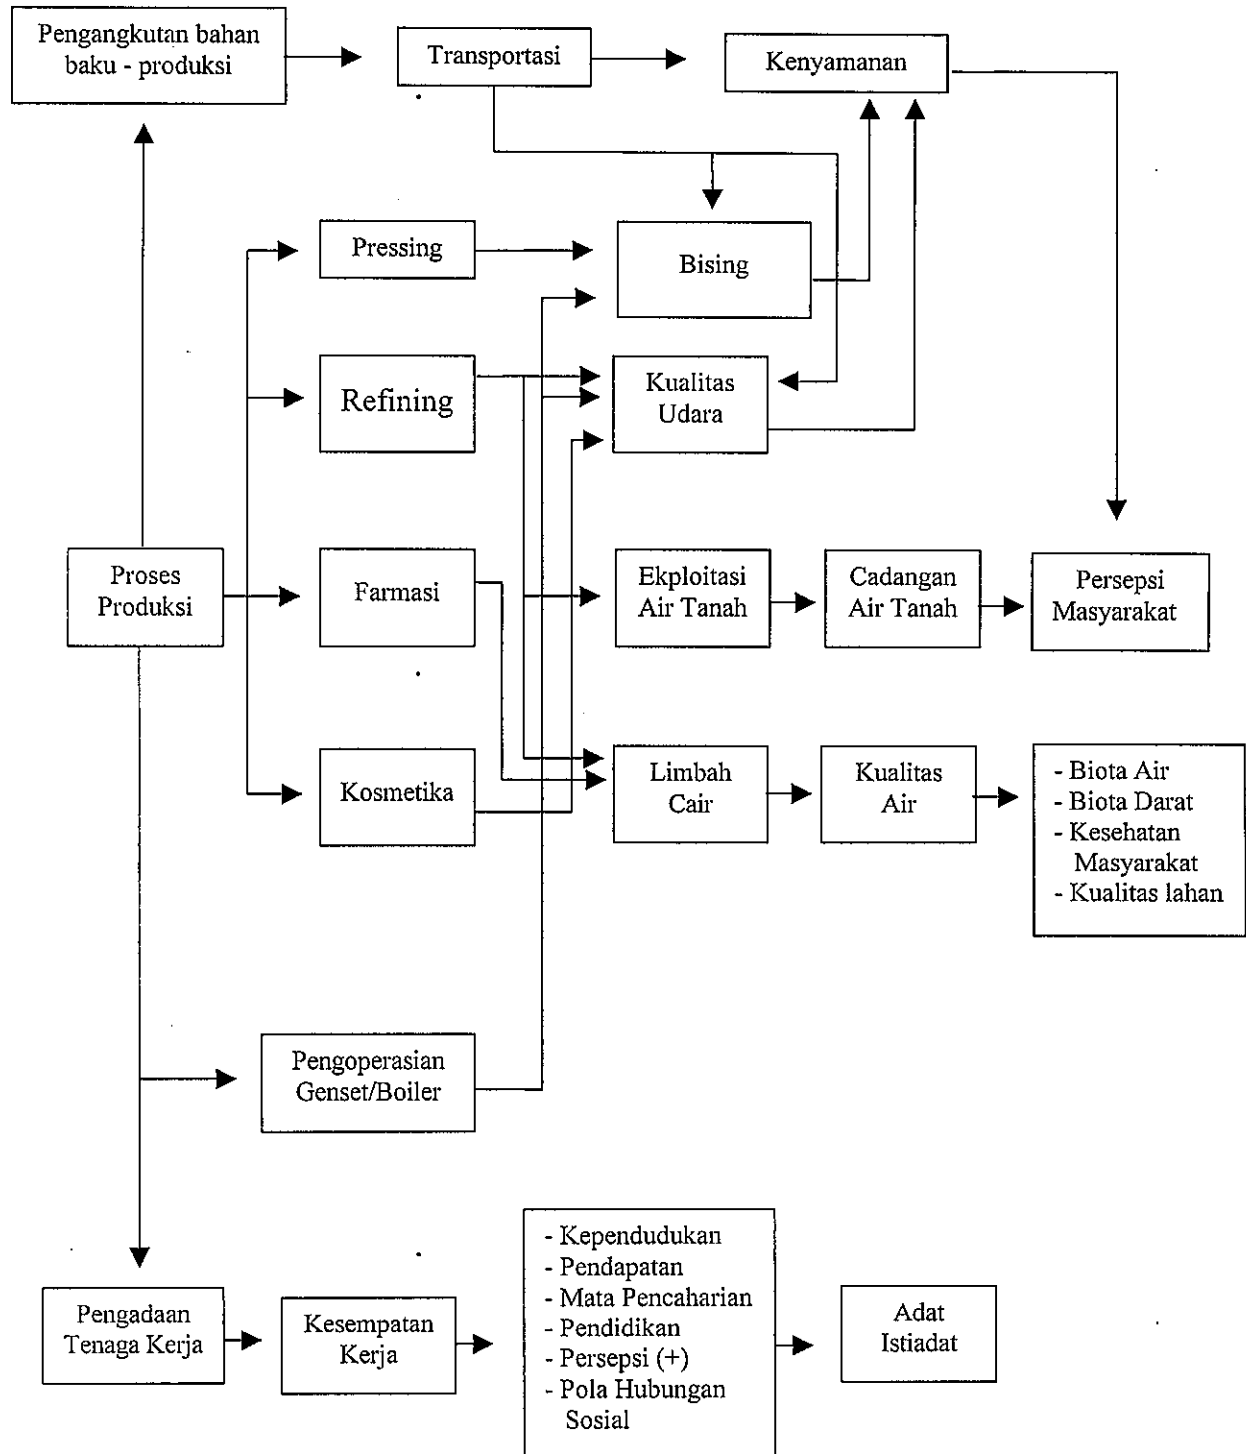 Pengangkutan bahan
baku - produksi
Transportasi
Kenyamanan
Pressing
Bising
Refining
Kualitas
Udara
Proses
Produksi
Farmasi
Ekploitasi
Air Tanah
Cadangan
Air Tanah
Persepsi
Masyarakat
Kosmetika
Limbah
Cair
Kualitas
Air
- Biota Air
- Biota Darat
- Kesehatan
Masyarakat
- Kualitas lahan
Pengoperasian
Genset/Boiler
Pengadaan
Tenaga Kerja
Kesempatan
Kerja
- Kependudukan
- Pendapatan
- Mata Pencaharian
- Pendidikan
- Persepsi (+)
- Pola Hubungan
Sosial
Adat
Istiadat